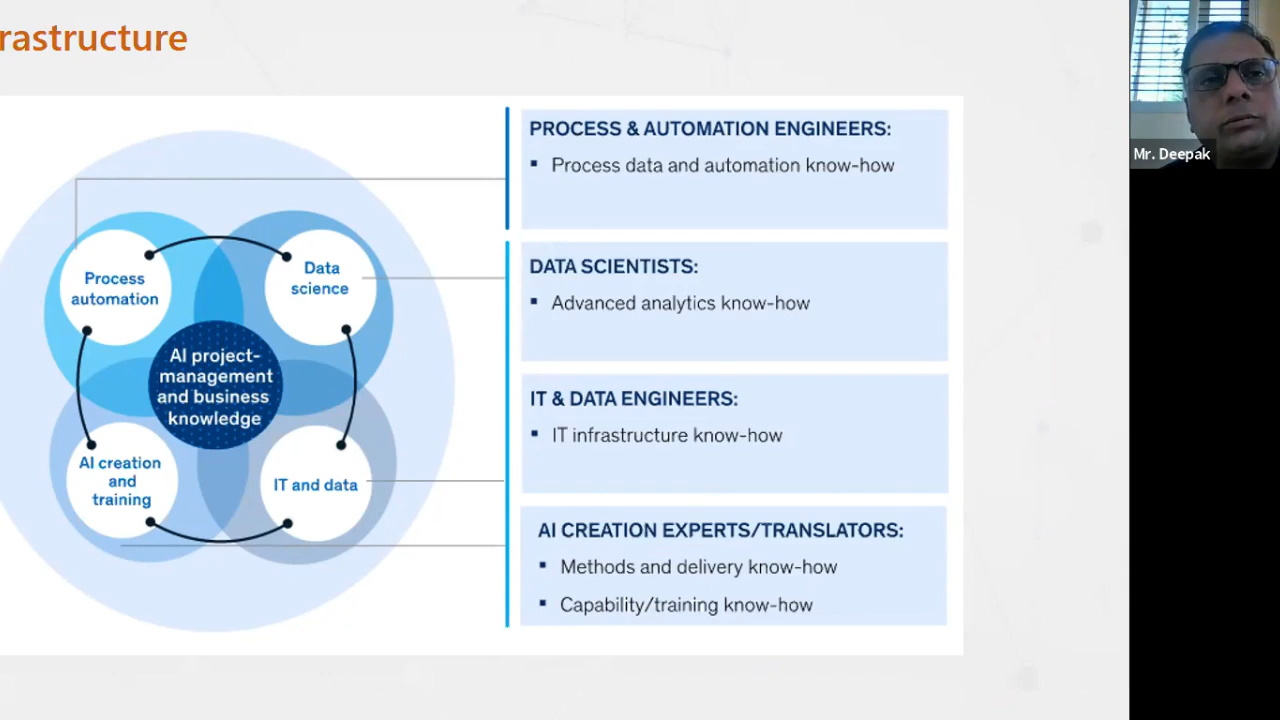 rastructure
Mr. Deepak
Process
automation
Data
science
AI project-
management
and business
knowledge
AI creation
and
training
IT and data
PROCESS & AUTOMATION ENGINEERS:
▪ Process data and automation know-how
DATA SCIENTISTS:
▪ Advanced analytics know-how
IT & DATA ENGINEERS:
▪ IT infrastructure know-how
AI CREATION EXPERTS/TRANSLATORS:
▪ Methods and delivery know-how
▪ Capability/training know-how